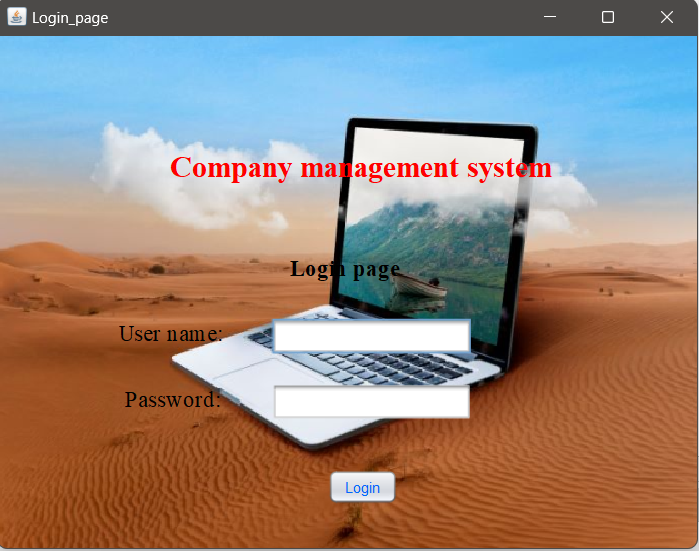 Login_page
Company management system
Login page
User name:
Password:
Login